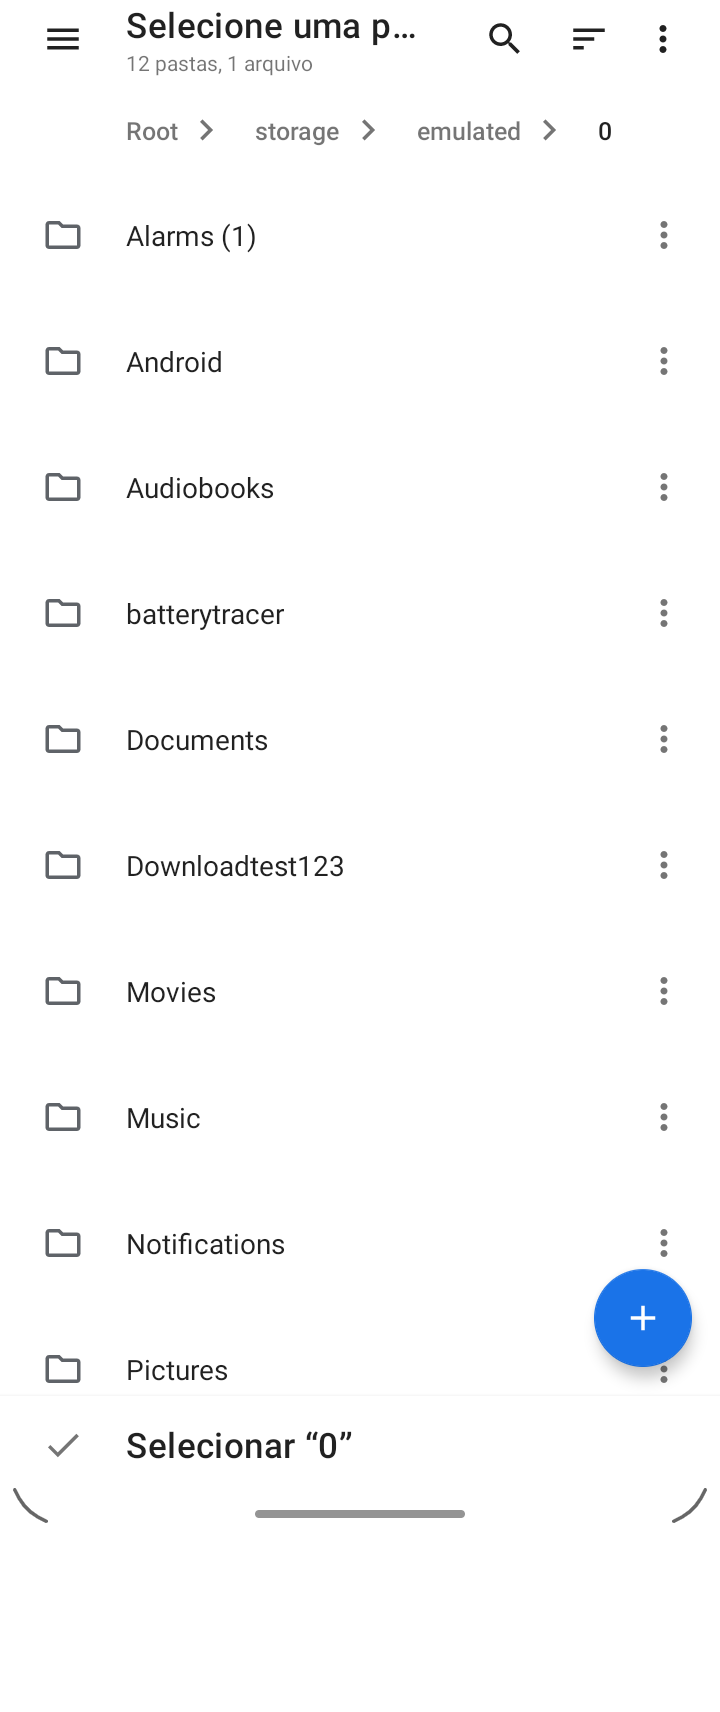 Selecione uma p...
12 pastas, 1 arquivo
Root > storage > emulated > 0
Alarms (1)
Android
Audiobooks
batterytracer
Documents
Downloadtest123
Movies
Music
Notifications
Pictures
Selecionar “0”